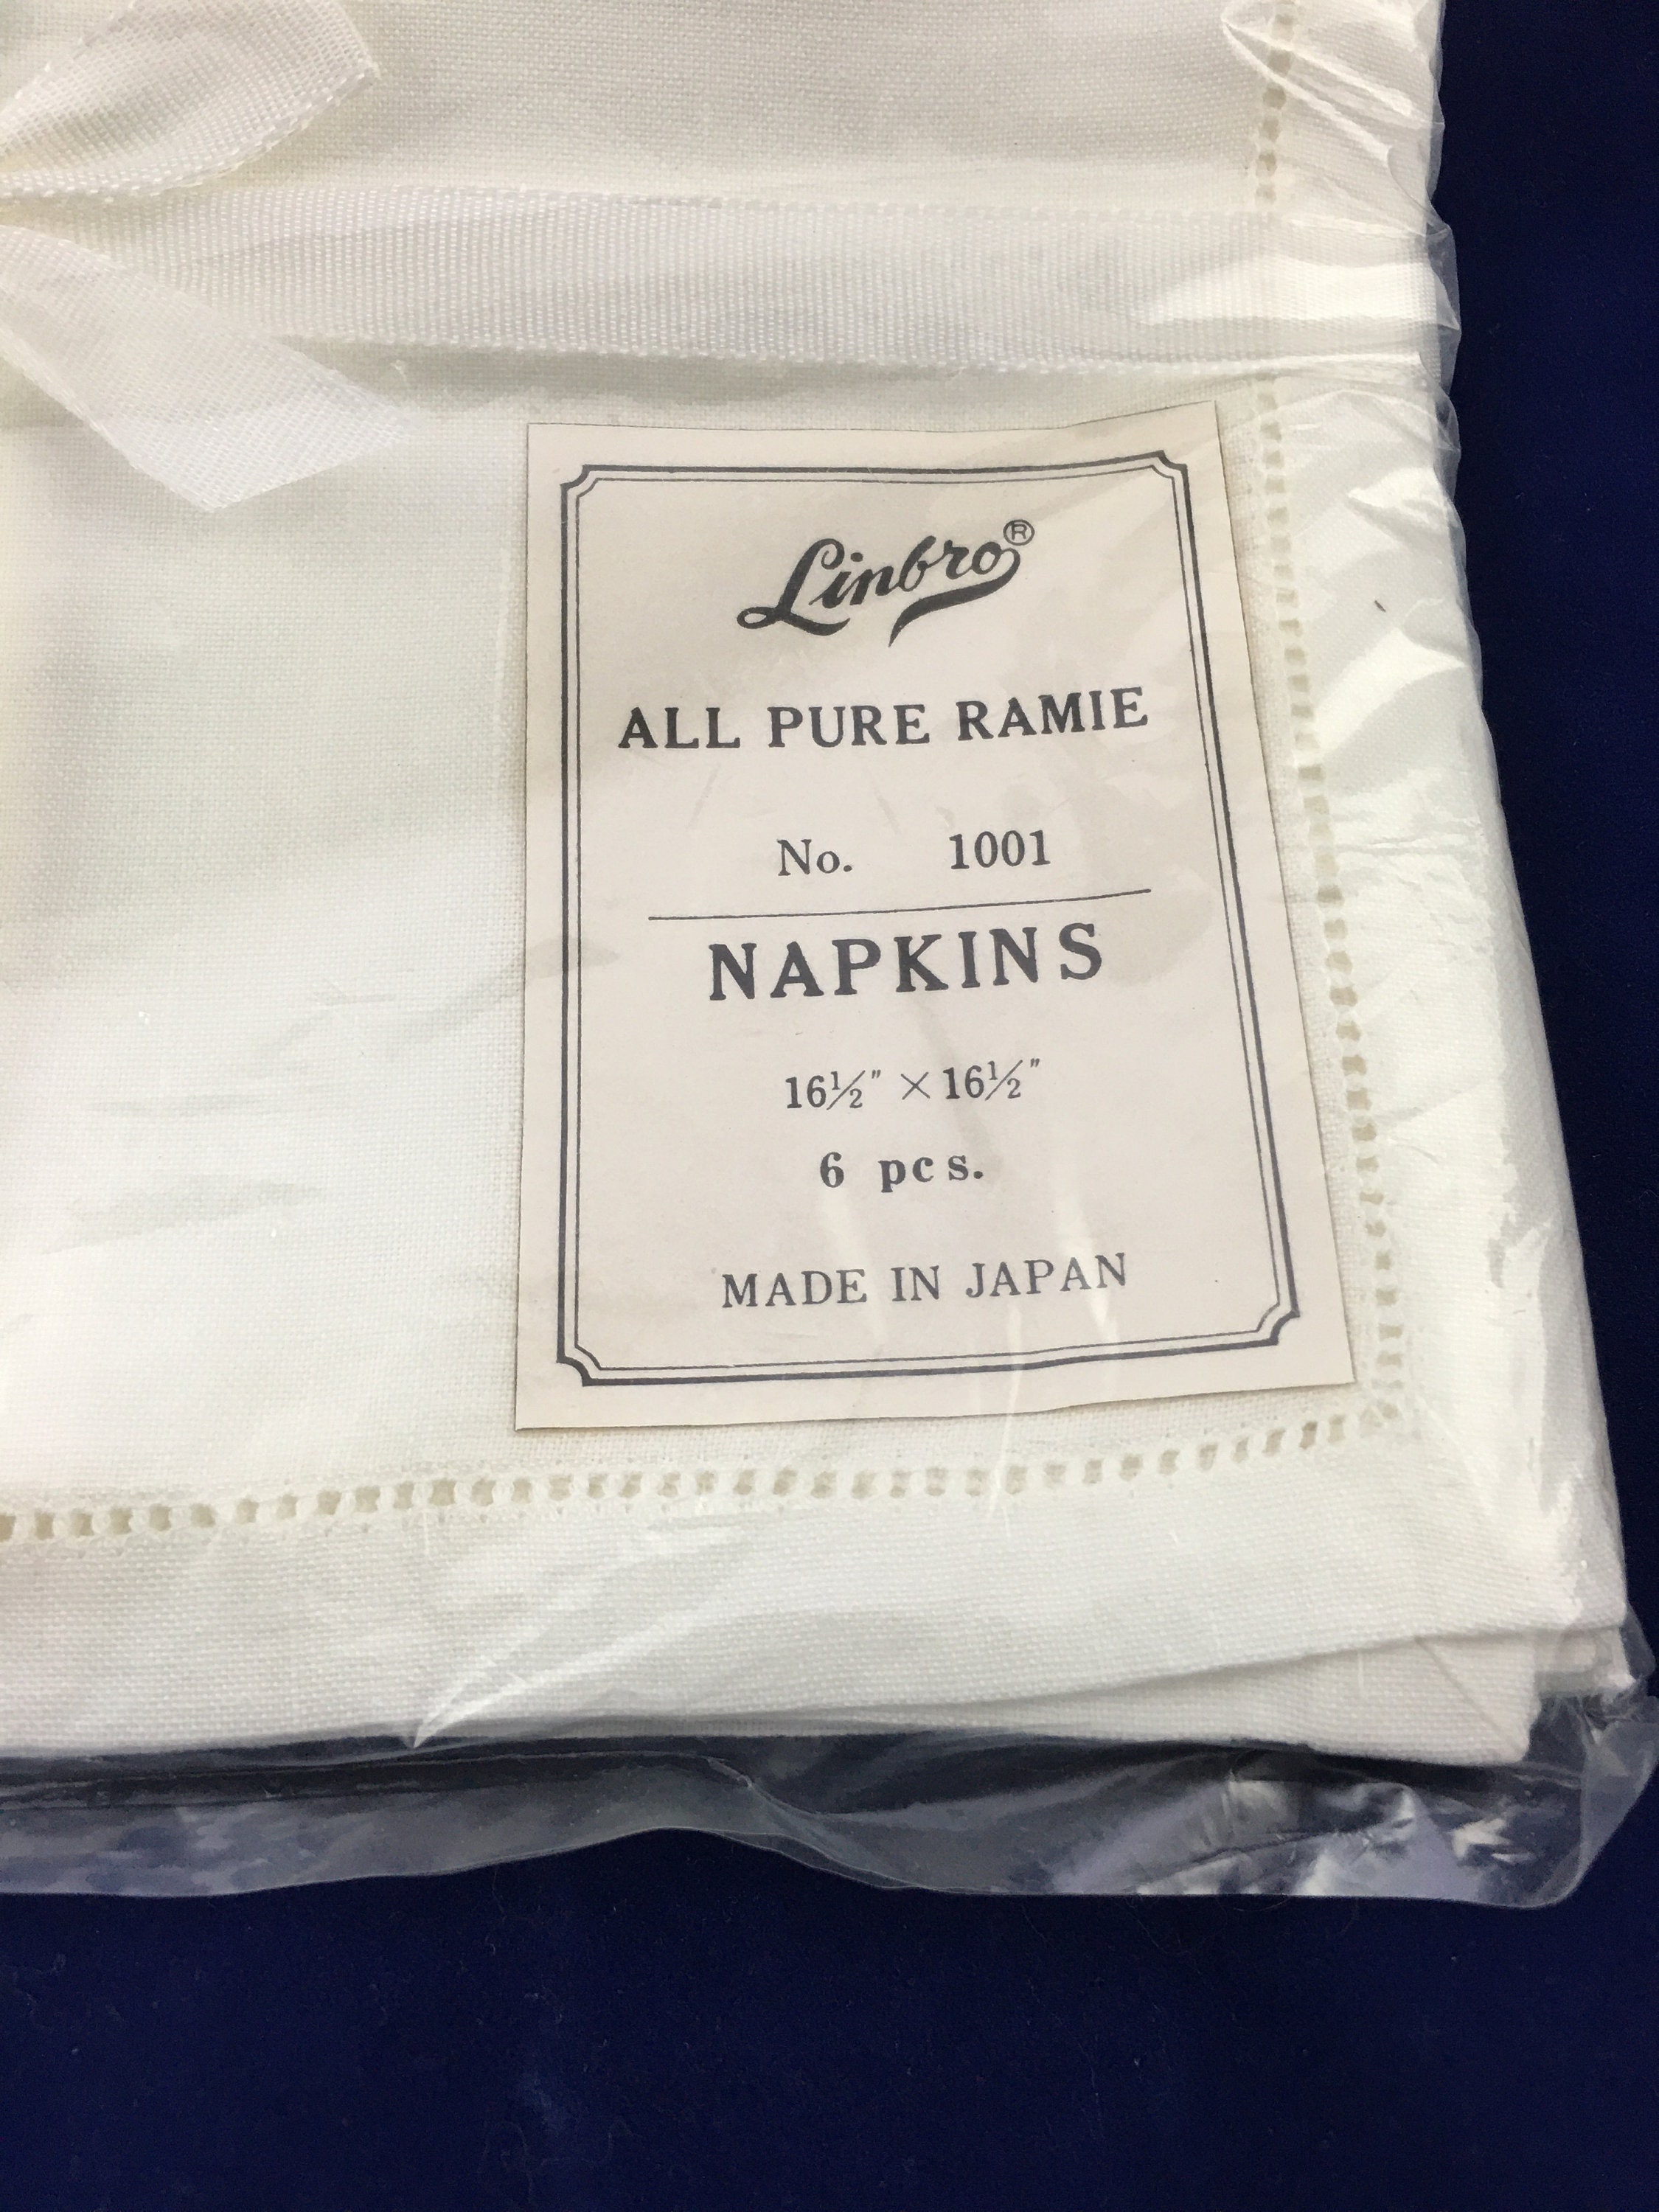 Linbro®
ALL PURE RAMIE
No. 1001
NAPKINS
16½" × 16½"
6 pcs.
MADE IN JAPAN